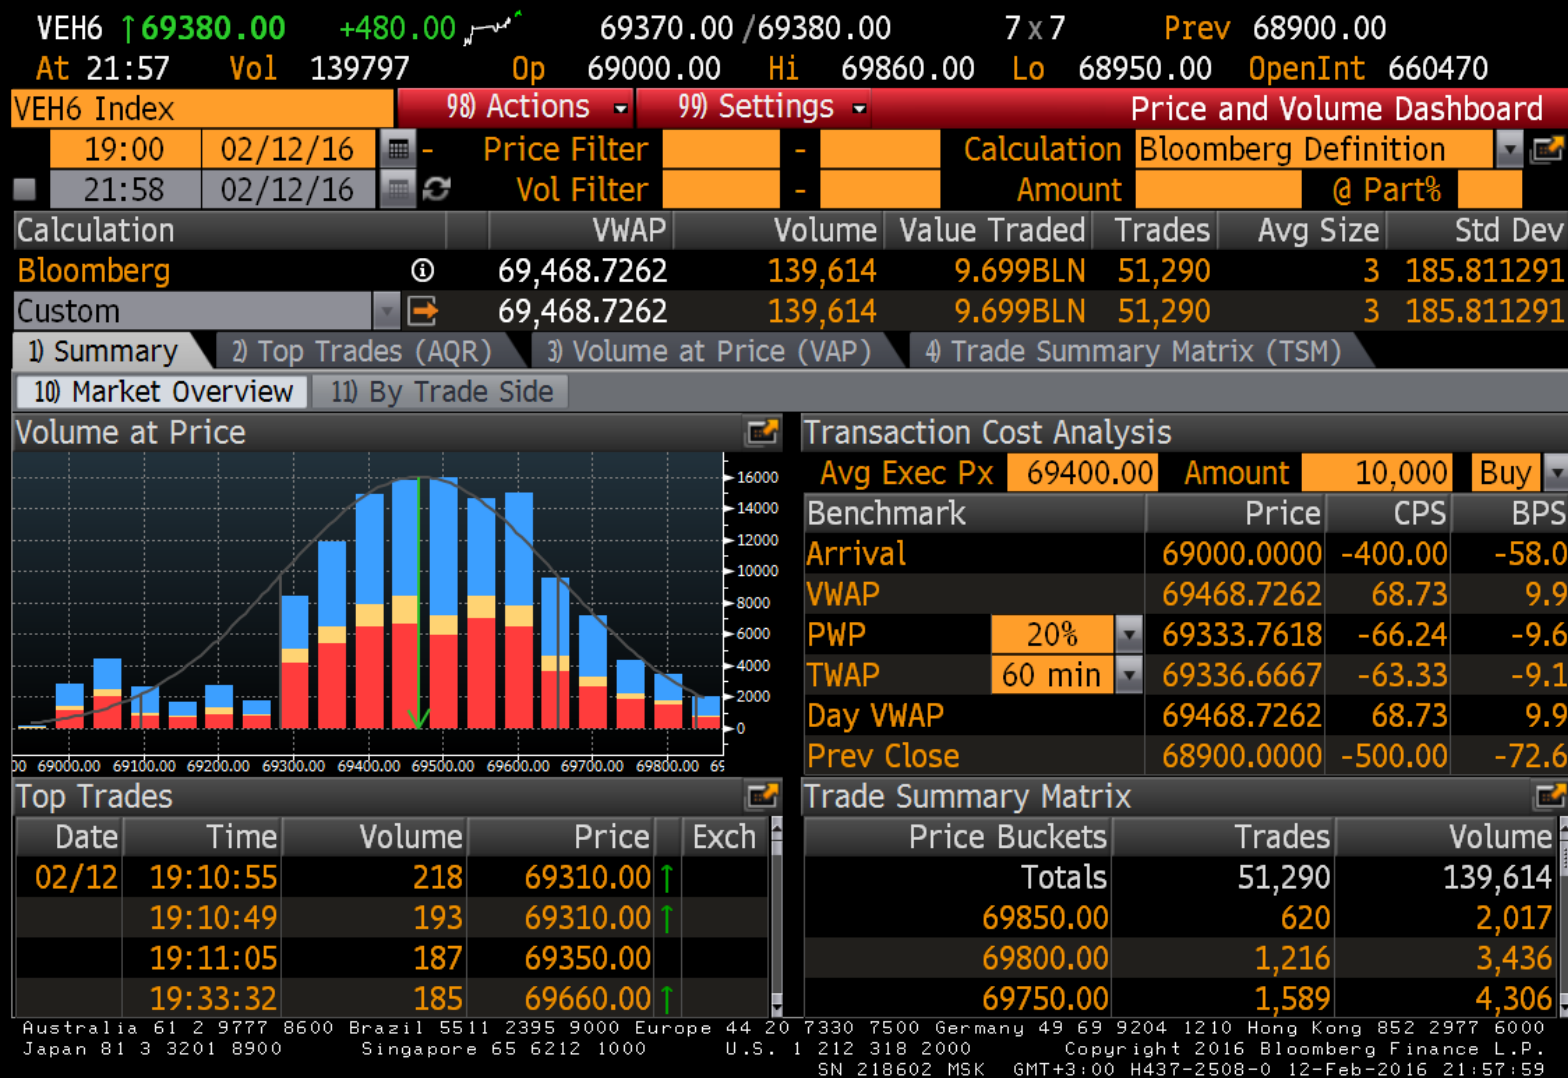 VEH6 ↑69380.00 +480.00 69370.00 /69380.00 7 x 7 Prev 68900.00
At 21:57 Vol 139797 Op 69000.00 Hi 69860.00 Lo 68950.00 OpenInt 660470
VEH6 Index 98) Actions 99) Settings Price and Volume Dashboard
19:00 02/12/16 - Price Filter - Calculation Bloomberg Definition
21:58 02/12/16 Vol Filter - Amount @ Part%
Calculation VWAP Volume Value Traded Trades Avg Size Std Dev
Bloomberg 69,468.7262 139,614 9.699BLN 51,290 3 185.811291
Custom 69,468.7262 139,614 9.699BLN 51,290 3 185.811291
1) Summary 2) Top Trades (AQR) 3) Volume at Price (VAP) 4) Trade Summary Matrix (TSM)
10) Market Overview 11) By Trade Side
Volume at Price
16000
14000
12000
10000
8000
6000
4000
2000
0
00 69000.00 69100.00 69200.00 69300.00 69400.00 69500.00 69600.00 69700.00 69800.00 69
Transaction Cost Analysis
Avg Exec Px 69400.00 Amount 10,000 Buy
Benchmark Price CPS BPS
Arrival 69000.0000 -400.00 -58.0
VWAP 69468.7262 68.73 9.9
PWP 20% 69333.7618 -66.24 -9.6
TWAP 60 min 69336.6667 -63.33 -9.1
Day VWAP 69468.7262 68.73 9.9
Prev Close 68900.0000 -500.00 -72.6
Top Trades
Date Time Volume Price Exch
02/12 19:10:55 218 69310.00 ↑
19:10:49 193 69310.00 ↑
19:11:05 187 69350.00
19:33:32 185 69660.00 ↑
Trade Summary Matrix
Price Buckets Trades Volume
Totals 51,290 139,614
69850.00 620 2,017
69800.00 1,216 3,436
69750.00 1,589 4,306
Australia 61 2 9777 8600 Brazil 5511 2395 9000 Europe 44 20 7330 7500 Germany 49 69 9204 1210 Hong Kong 852 2977 6000
Japan 81 3 3201 8900 Singapore 65 6212 1000 U.S. 1 212 318 2000 Copyright 2016 Bloomberg Finance L.P.
SN 218602 MSK GMT+3:00 H437-2508-0 12-Feb-2016 21:57:59